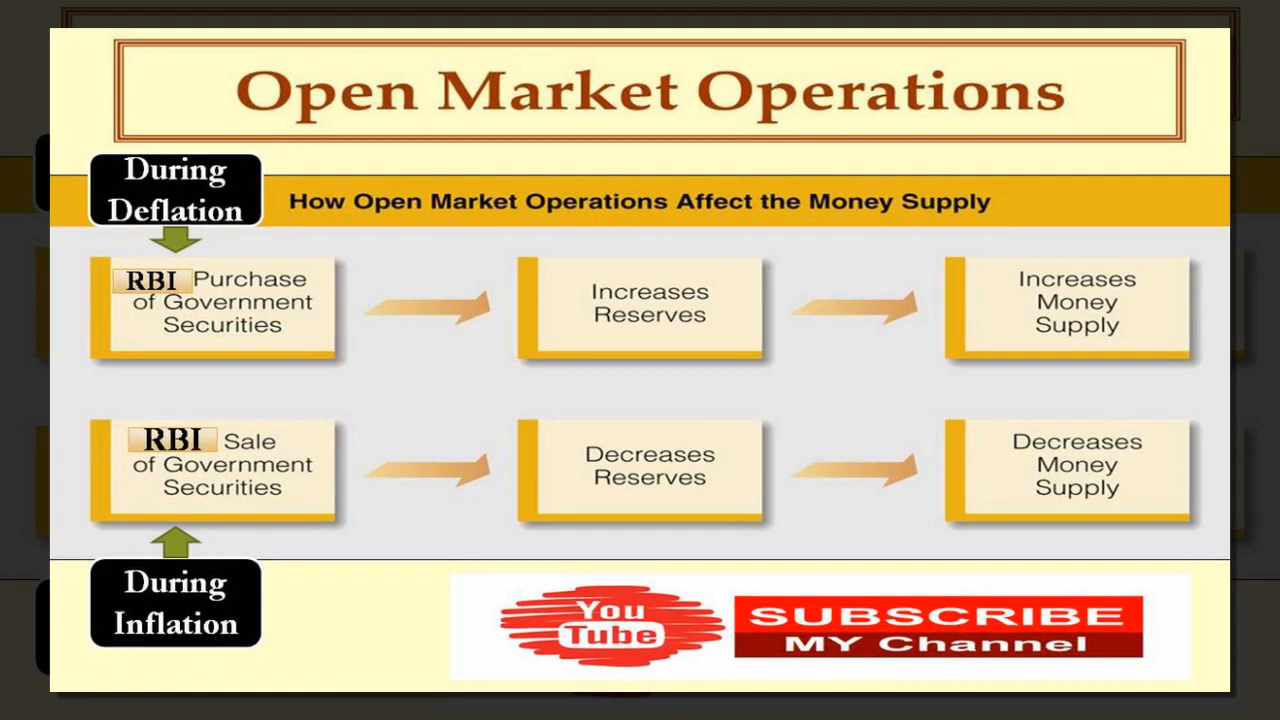 Open Market Operations
During
Deflation
How Open Market Operations Affect the Money Supply
RBI Purchase
of Government
Securities
Increases
Reserves
Increases
Money
Supply
RBI Sale
of Government
Securities
Decreases
Reserves
Decreases
Money
Supply
During
Inflation
You
Tube
SUBSCRIBE
MY Channel